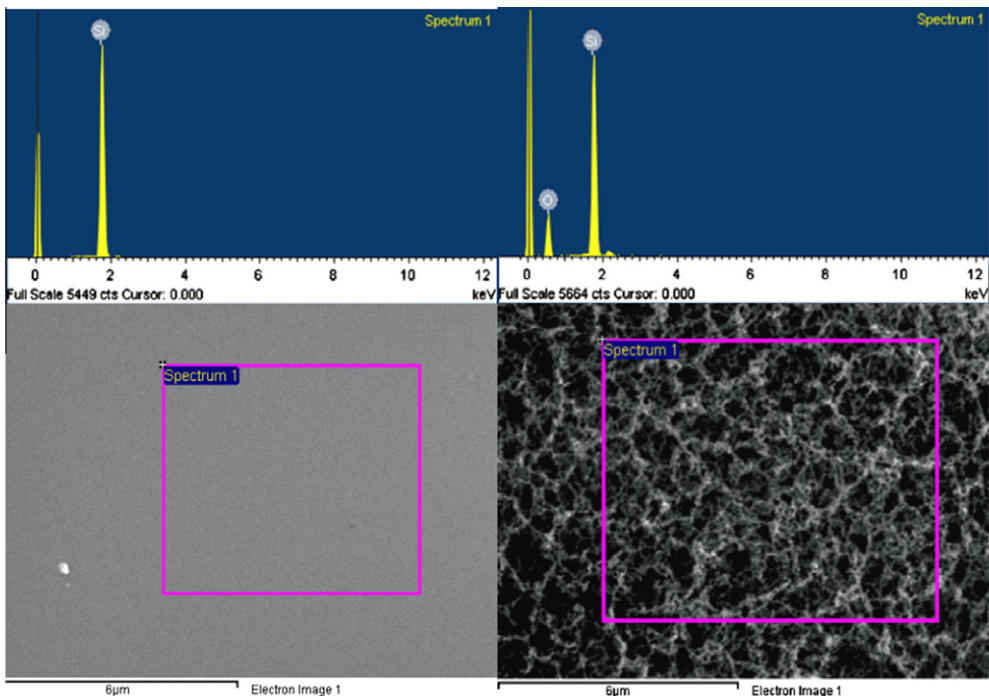 Spectrum 1
Si
0 2 4 6 8 10 12
Full Scale 5449 cts Cursor: 0.000 keV
Spectrum 1
6µm Electron Image 1
Spectrum 1
Si
O
0 2 4 6 8 10 12
Full Scale 5664 cts Cursor: 0.000 keV
Spectrum 1
6µm Electron Image 1